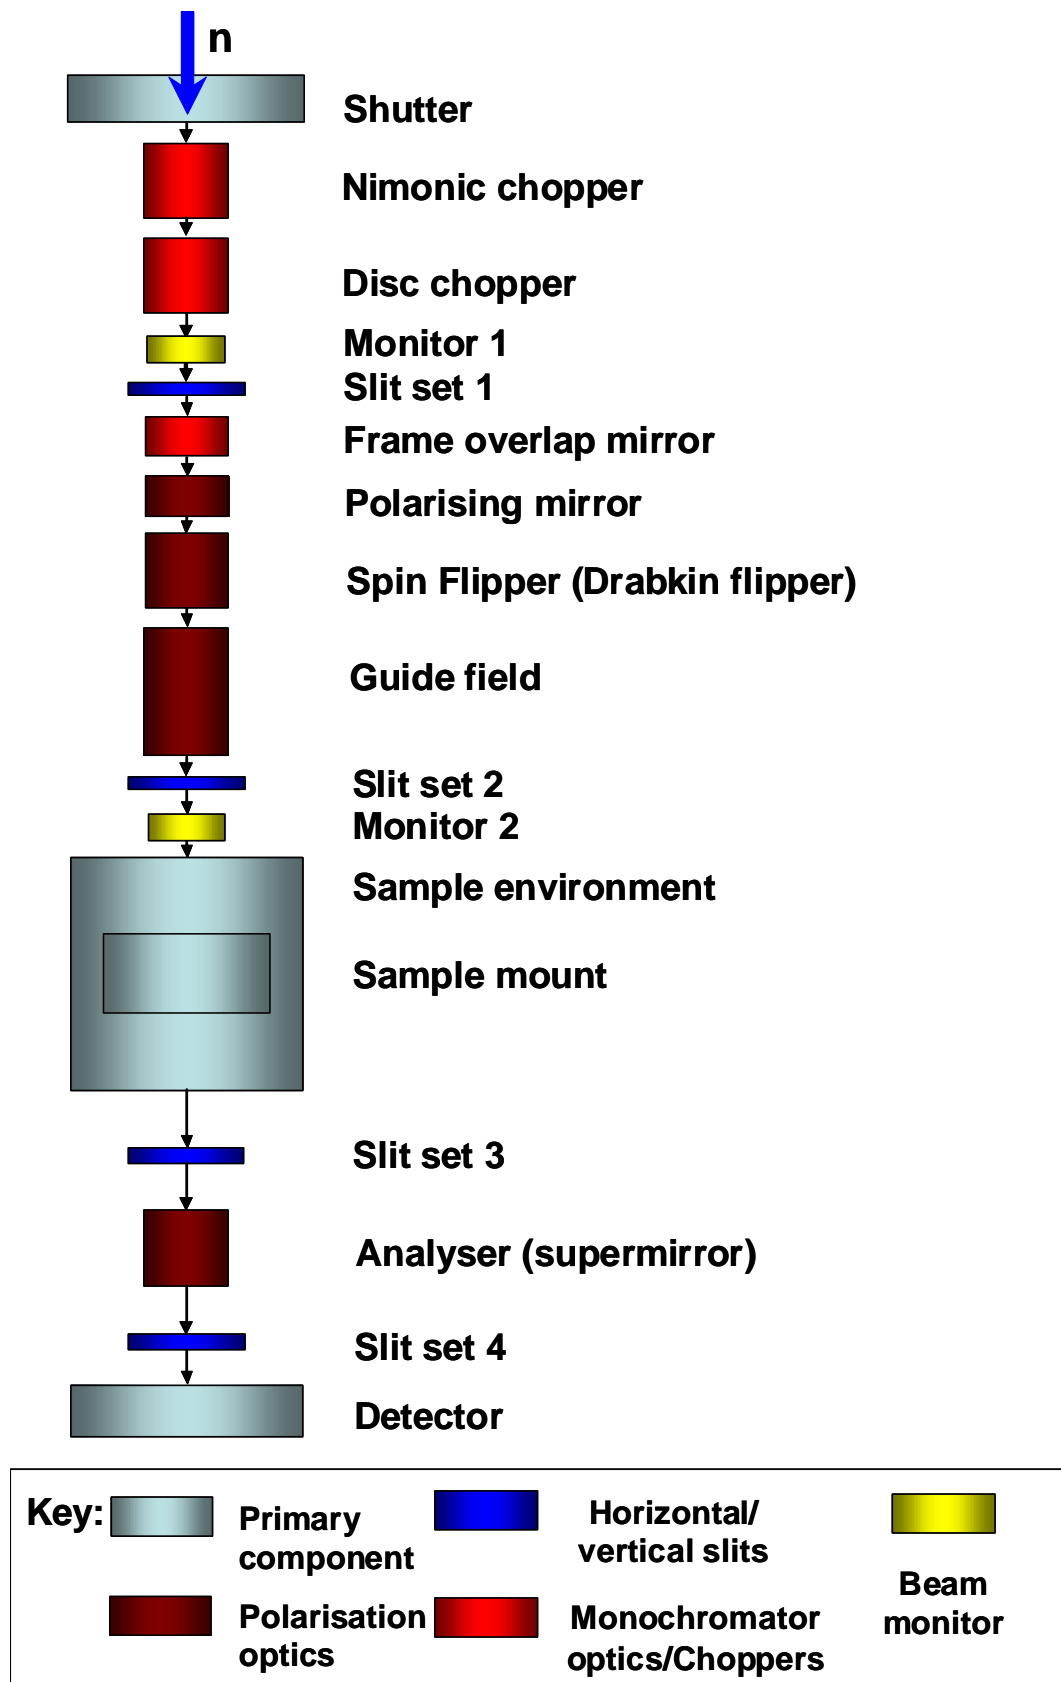 n
Shutter
Nimonic chopper
Disc chopper
Monitor 1
Slit set 1
Frame overlap mirror
Polarising mirror
Spin Flipper (Drabkin flipper)
Guide field
Slit set 2
Monitor 2
Sample environment
Sample mount
Slit set 3
Analyser (supermirror)
Slit set 4
Detector
Key:
Primary
component
Horizontal/
vertical slits
Beam
monitor
Polarisation
optics
Monochromator
optics/Choppers